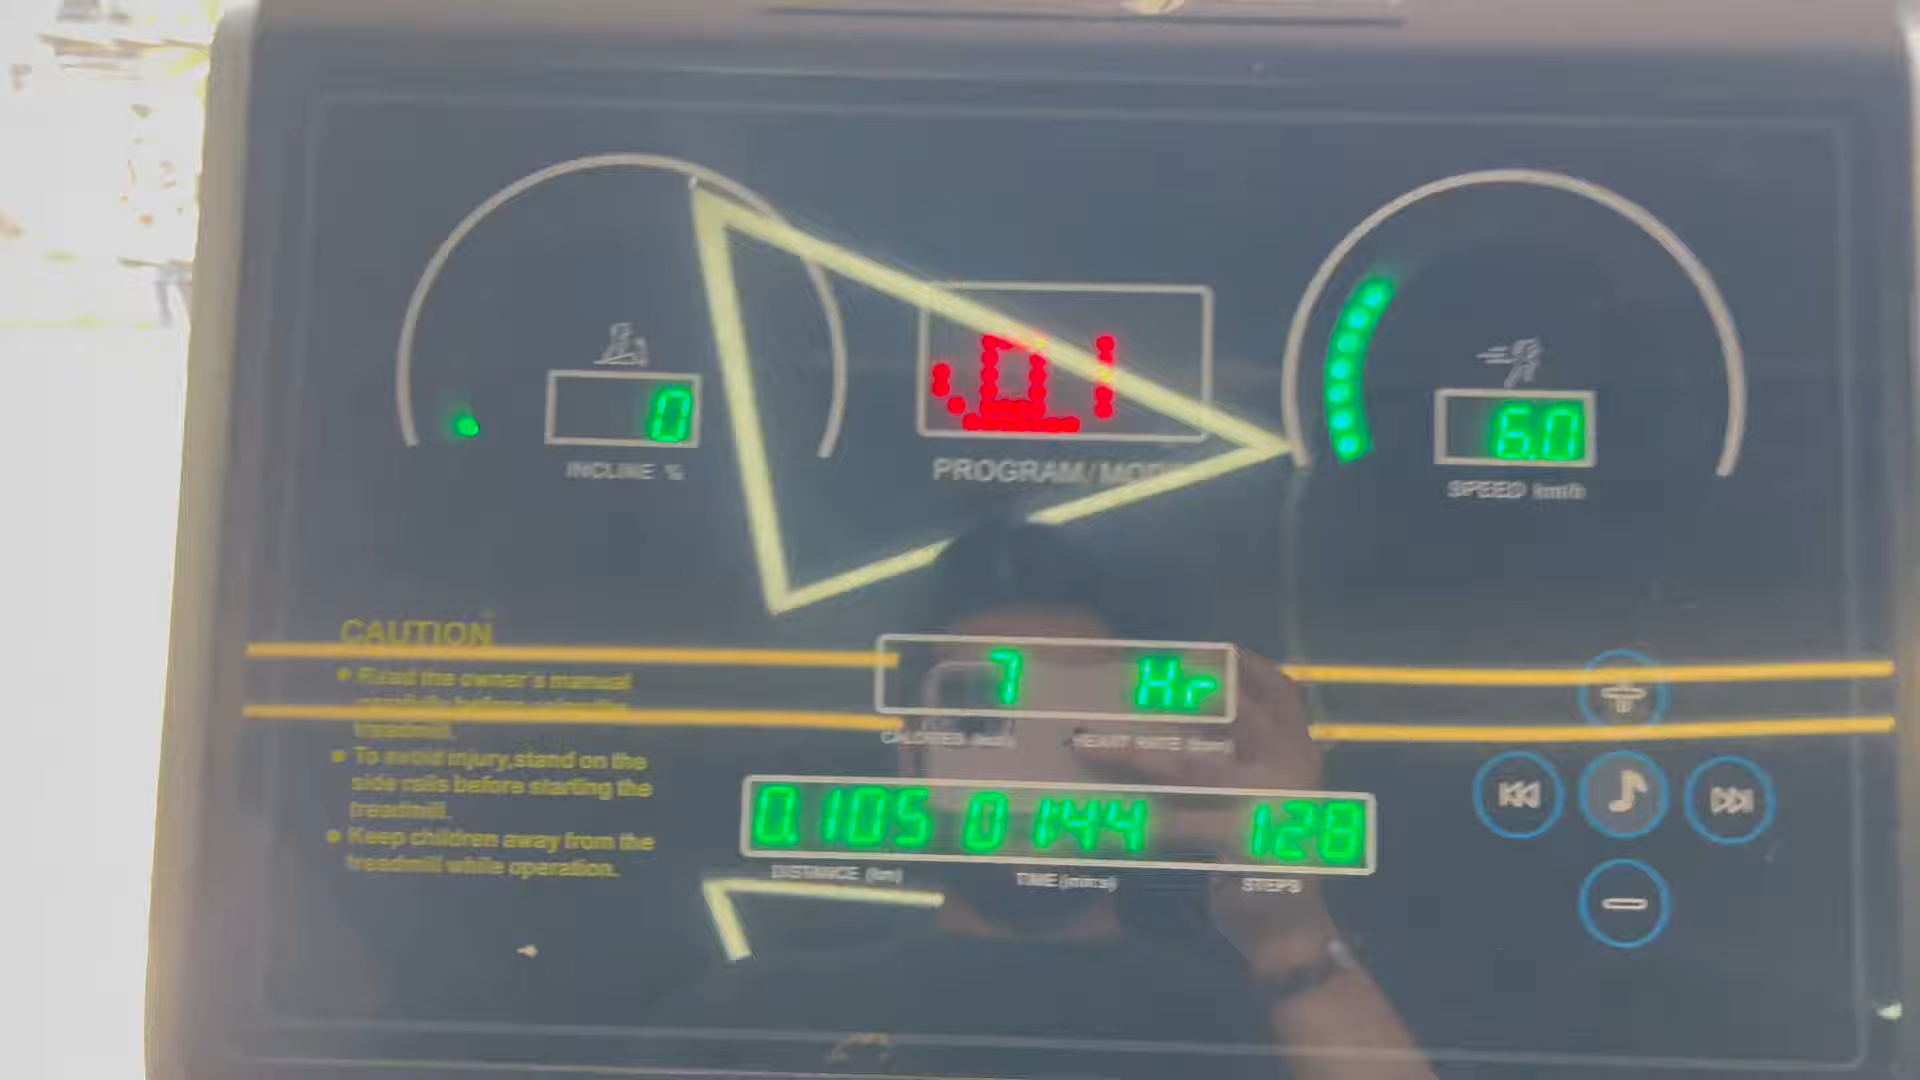 0
6.0
INCLINE %
PROGRAM/MODE
SPEED km/h
CAUTION
Read the owner's manual
carefully before using the
treadmill.
To avoid injury,stand on the
side rails before starting the
treadmill.
Keep children away from the
treadmill while operation.
7 Hr
CALORIES (kcal) HEART RATE (bpm)
0.105 01:44 128
DISTANCE (km) TIME (mins) STEPS